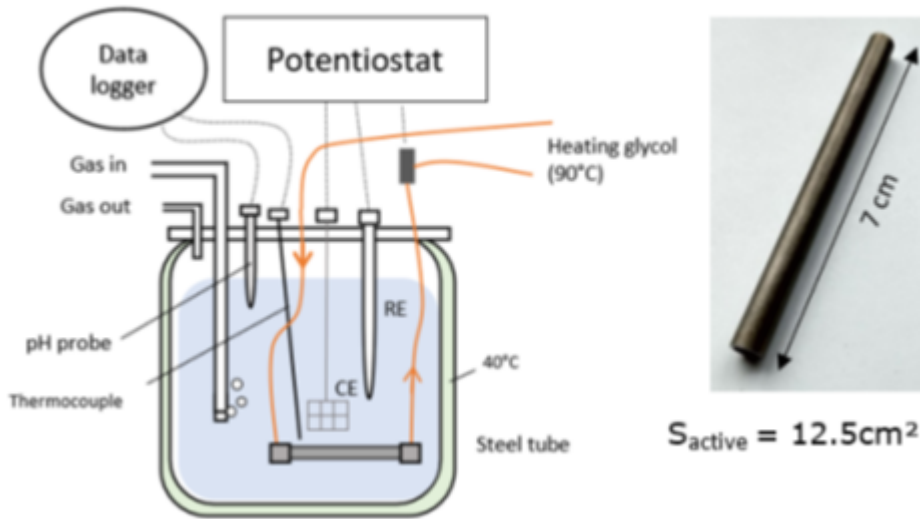 Data
logger
Potentiostat
Gas in
Gas out
Heating glycol
(90°C)
7 cm
RE
pH probe
40°C
Thermocouple
CE
Steel tube
S_active = 12.5cm²